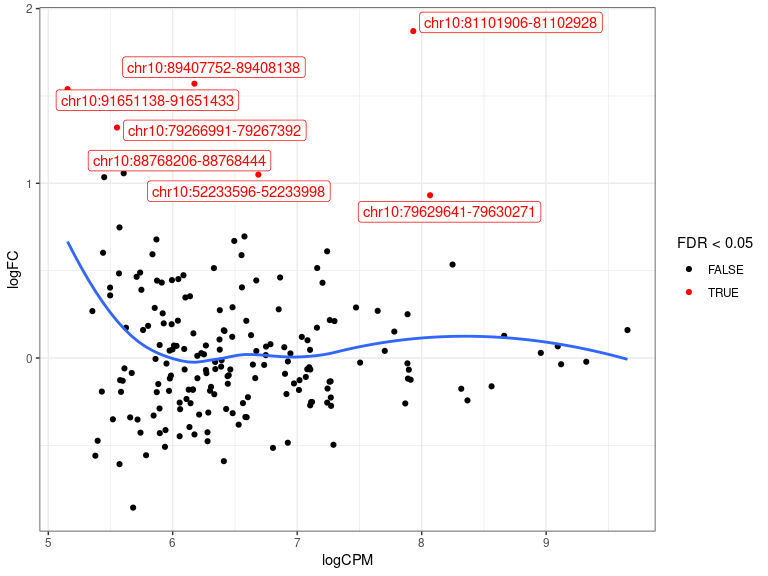 2
chr10:81101906-81102928
chr10:89407752-89408138
chr10:91651138-91651433
chr10:79266991-79267392
chr10:88768206-88768444
1
chr10:52233596-52233998
chr10:79629641-79630271
logFC
FDR < 0.05
FALSE
TRUE
0
5 6 7 8 9
logCPM